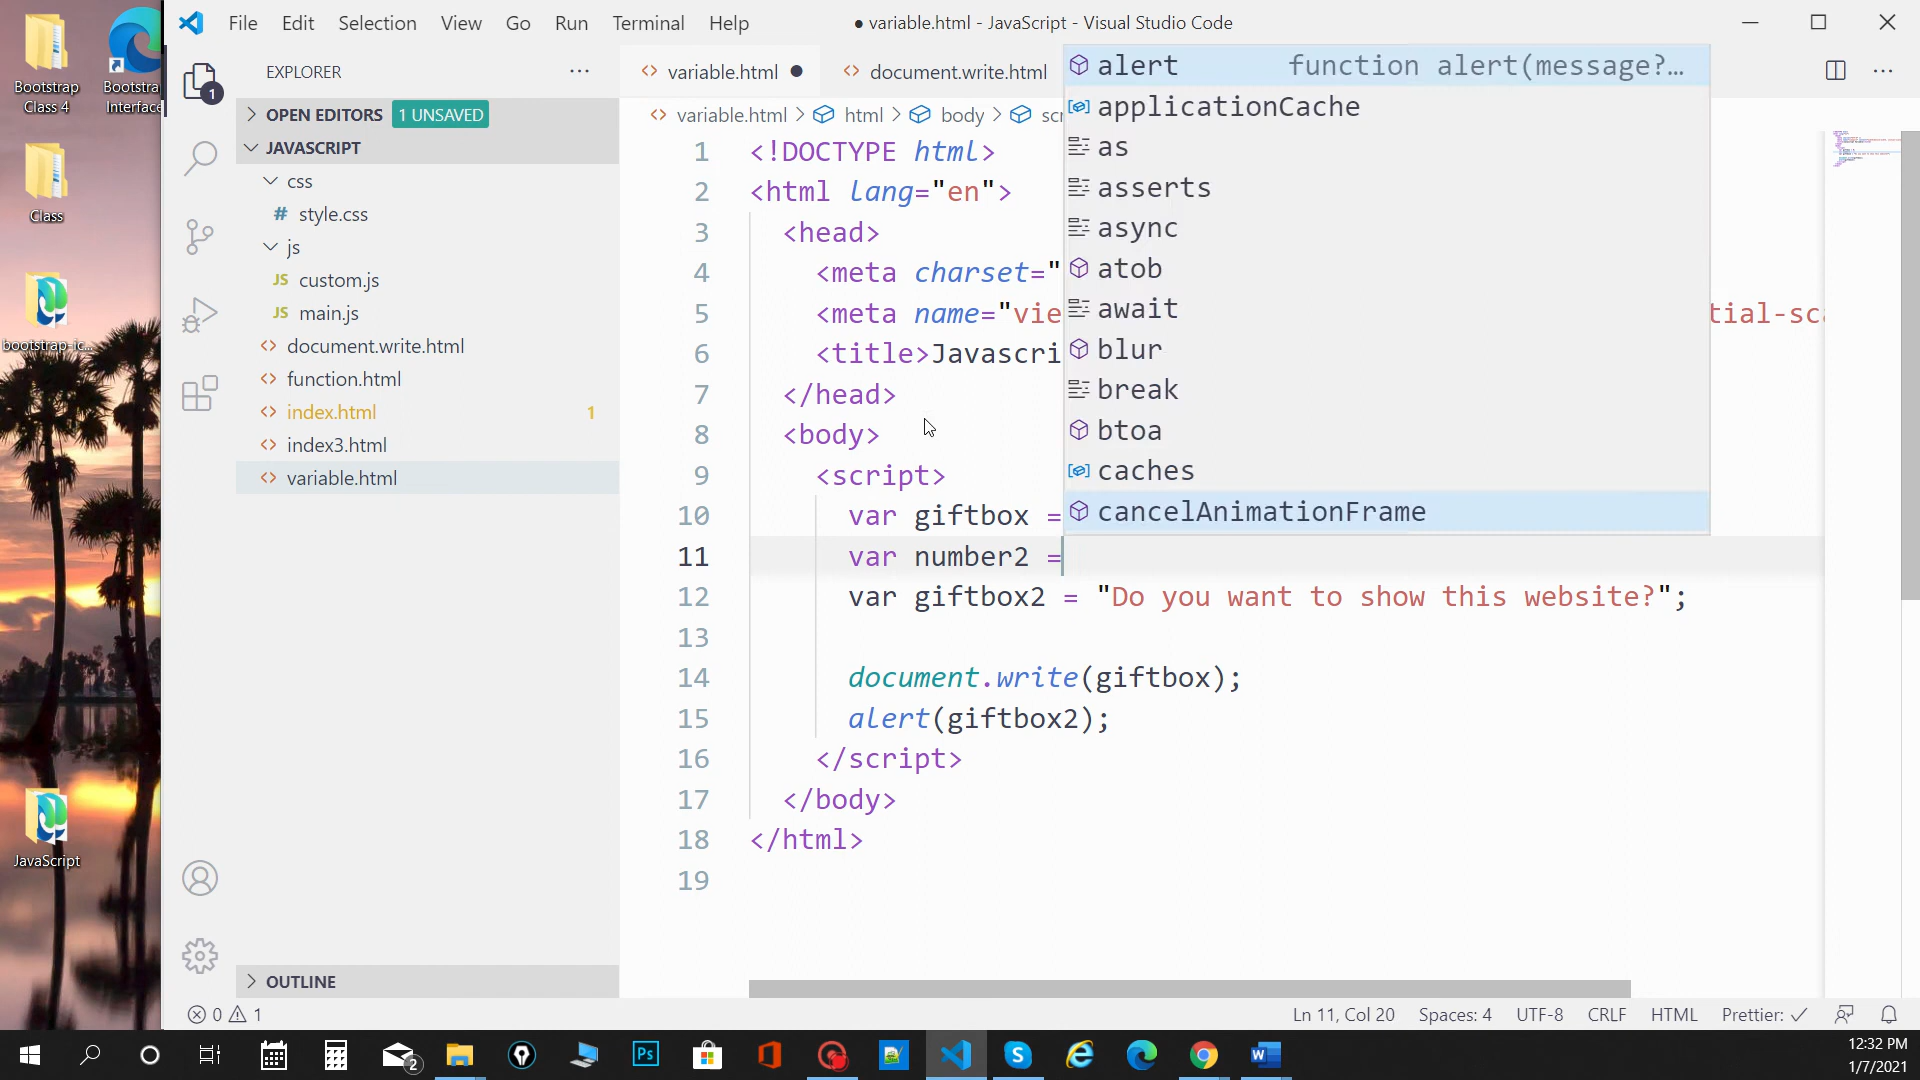 Bootstrap
Class 4
Bootstra
Interface
Class
bootstrap-ic...
JavaScript
File Edit Selection View Go Run Terminal Help
● variable.html - JavaScript - Visual Studio Code
1
EXPLORER ...
OPEN EDITORS 1 UNSAVED
JAVASCRIPT
css
# style.css
js
JS custom.js
JS main.js
<> document.write.html
<> function.html
<> index.html 1
<> index3.html
<> variable.html
OUTLINE
<> variable.html ●
<> document.write.html
<> variable.html > html > body > scr
1 <!DOCTYPE html>
2 <html lang="en">
3 <head>
4 <meta charset="
5 <meta name="vie tial-sca
6 <title>Javascri
7 </head>
8 <body>
9 <script>
10 var giftbox =
11 var number2 =
12 var giftbox2 = "Do you want to show this website?";
13
14 document.write(giftbox);
15 alert(giftbox2);
16 </script>
17 </body>
18 </html>
19
alert function alert(message?...
applicationCache
as
asserts
async
atob
await
blur
break
btoa
caches
cancelAnimationFrame
0 1
Ln 11, Col 20 Spaces: 4 UTF-8 CRLF HTML Prettier: ✓
2
Ps
12:32 PM
1/7/2021